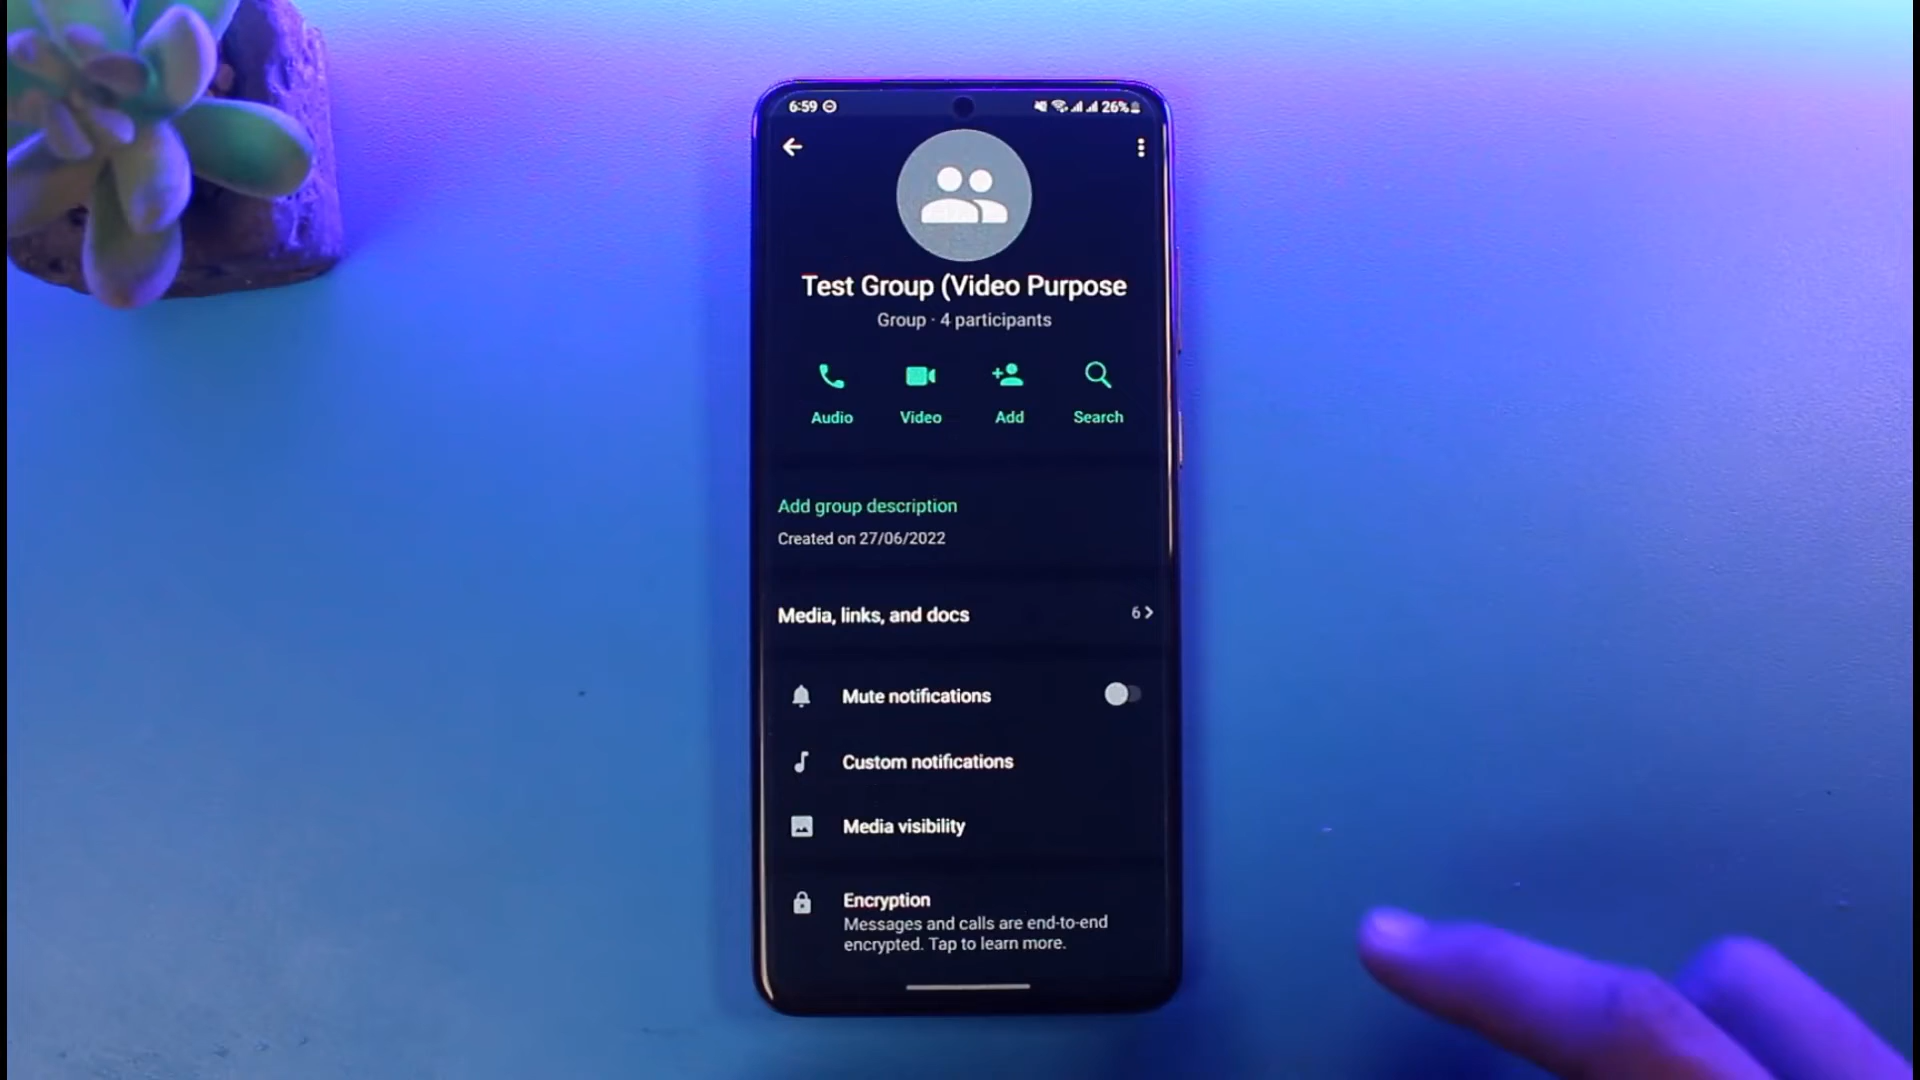 6:59 26%
Test Group (Video Purpose
Group · 4 participants
Audio Video Add Search
Add group description
Created on 27/06/2022
Media, links, and docs 6
Mute notifications
Custom notifications
Media visibility
Encryption
Messages and calls are end-to-end
encrypted. Tap to learn more.